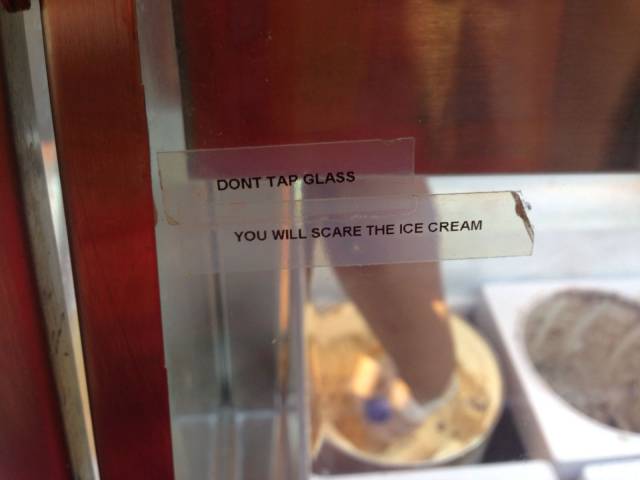 DONT TAP GLASS
YOU WILL SCARE THE ICE CREAM